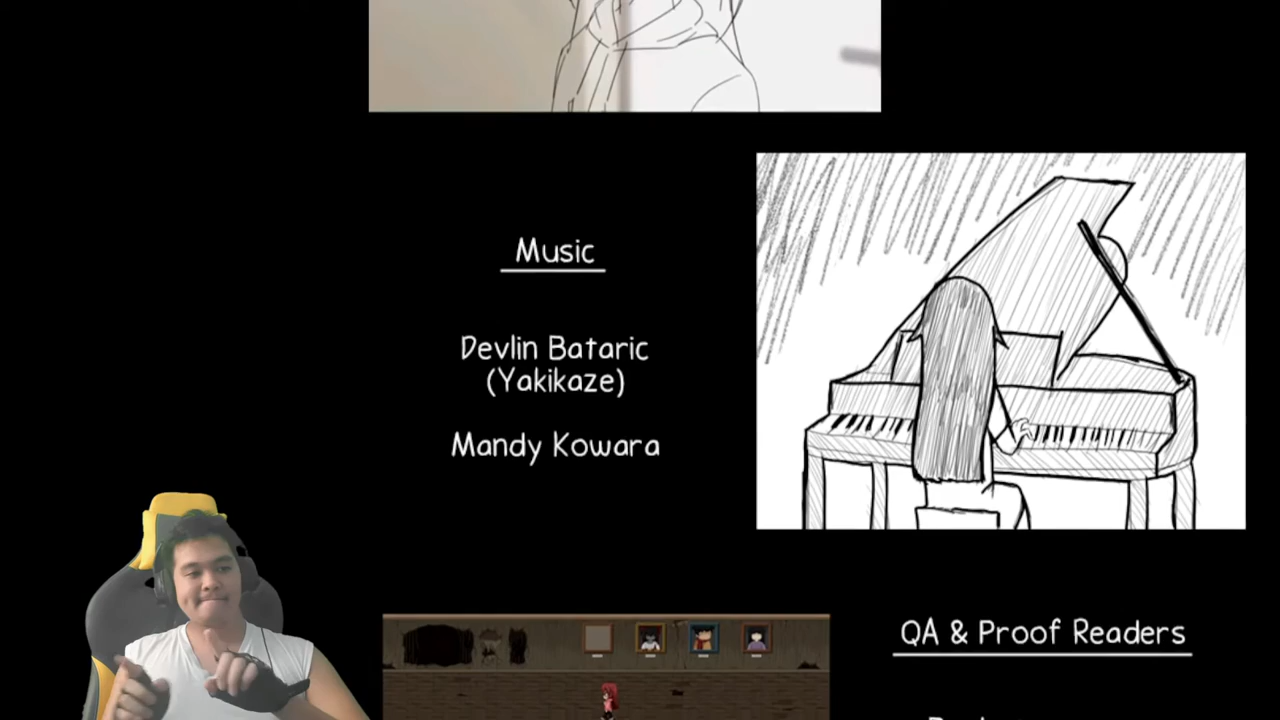 Music
Devlin Bataric
(Yakikaze)
Mandy Kowara
QA & Proof Readers